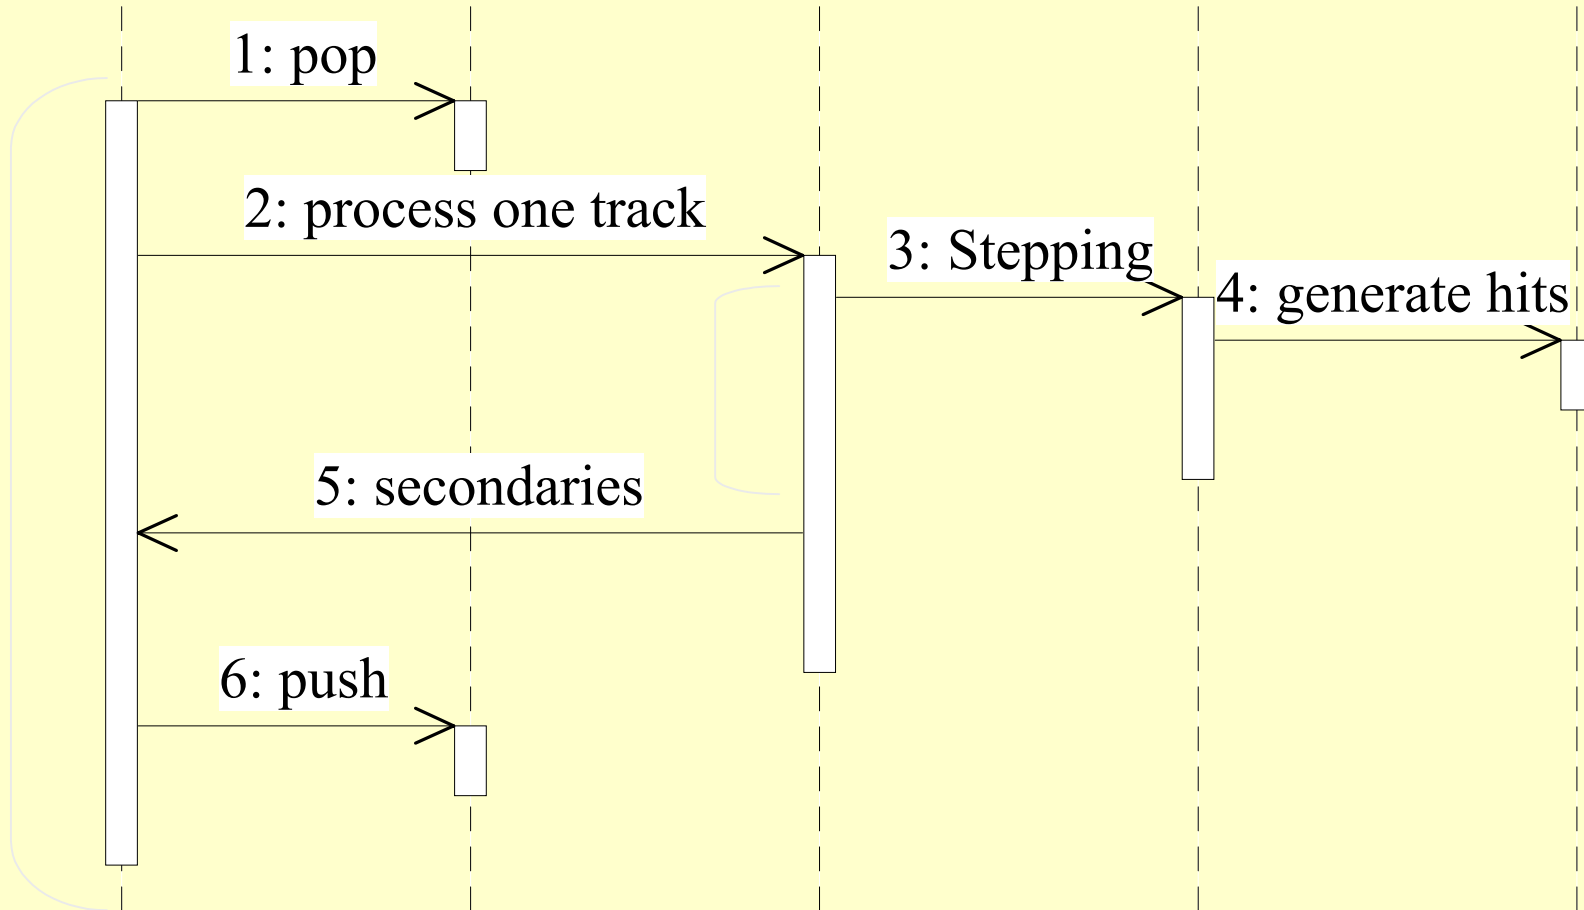 1: pop
2: process one track
3: Stepping
4: generate hits
5: secondaries
6: push